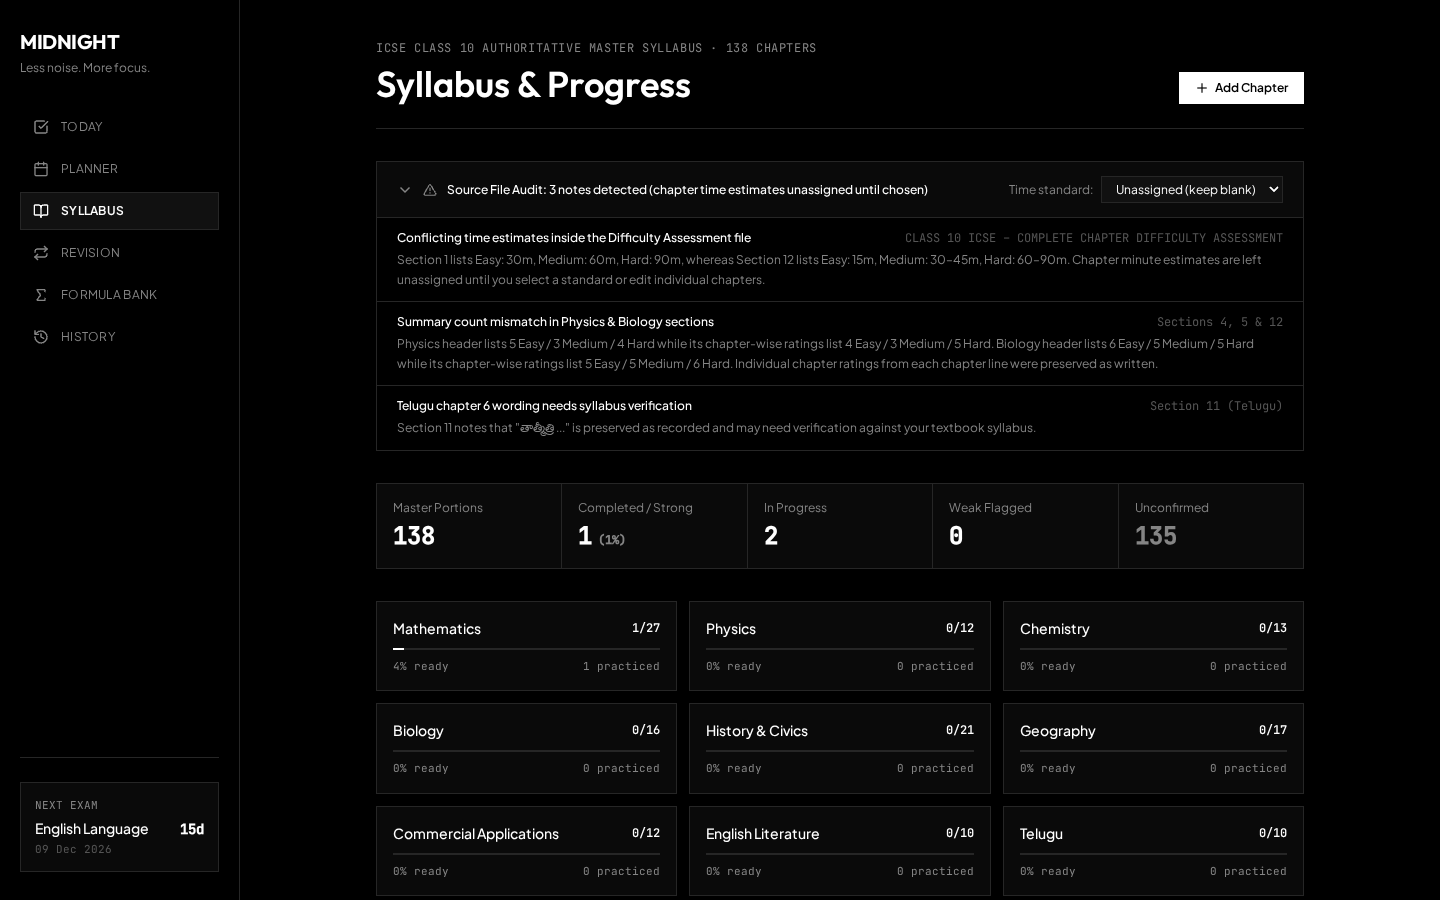 MIDNIGHT
Less noise. More focus.
TODAY
PLANNER
SYLLABUS
REVISION
FORMULA BANK
HISTORY
NEXT EXAM
English Language 15d
09 Dec 2026
ICSE CLASS 10 AUTHORITATIVE MASTER SYLLABUS · 138 CHAPTERS
Syllabus & Progress
Add Chapter
Source File Audit: 3 notes detected (chapter time estimates unassigned until chosen)
Time standard: Unassigned (keep blank)
Conflicting time estimates inside the Difficulty Assessment file
CLASS 10 ICSE – COMPLETE CHAPTER DIFFICULTY ASSESSMENT
Section 1 lists Easy: 30m, Medium: 60m, Hard: 90m, whereas Section 12 lists Easy: 15m, Medium: 30–45m, Hard: 60–90m. Chapter minute estimates are left
unassigned until you select a standard or edit individual chapters.
Summary count mismatch in Physics & Biology sections
Sections 4, 5 & 12
Physics header lists 5 Easy / 3 Medium / 4 Hard while its chapter-wise ratings list 4 Easy / 3 Medium / 5 Hard. Biology header lists 6 Easy / 5 Medium / 5 Hard
while its chapter-wise ratings list 5 Easy / 5 Medium / 6 Hard. Individual chapter ratings from each chapter line were preserved as written.
Telugu chapter 6 wording needs syllabus verification
Section 11 (Telugu)
Section 11 notes that "... " is preserved as recorded and may need verification against your textbook syllabus.
Master Portions
138
Completed / Strong
1 (1%)
In Progress
2
Weak Flagged
0
Unconfirmed
135
Mathematics 1/27
4% ready 1 practiced
Physics 0/12
0% ready 0 practiced
Chemistry 0/13
0% ready 0 practiced
Biology 0/16
0% ready 0 practiced
History & Civics 0/21
0% ready 0 practiced
Geography 0/17
0% ready 0 practiced
Commercial Applications 0/12
0% ready 0 practiced
English Literature 0/10
0% ready 0 practiced
Telugu 0/10
0% ready 0 practiced